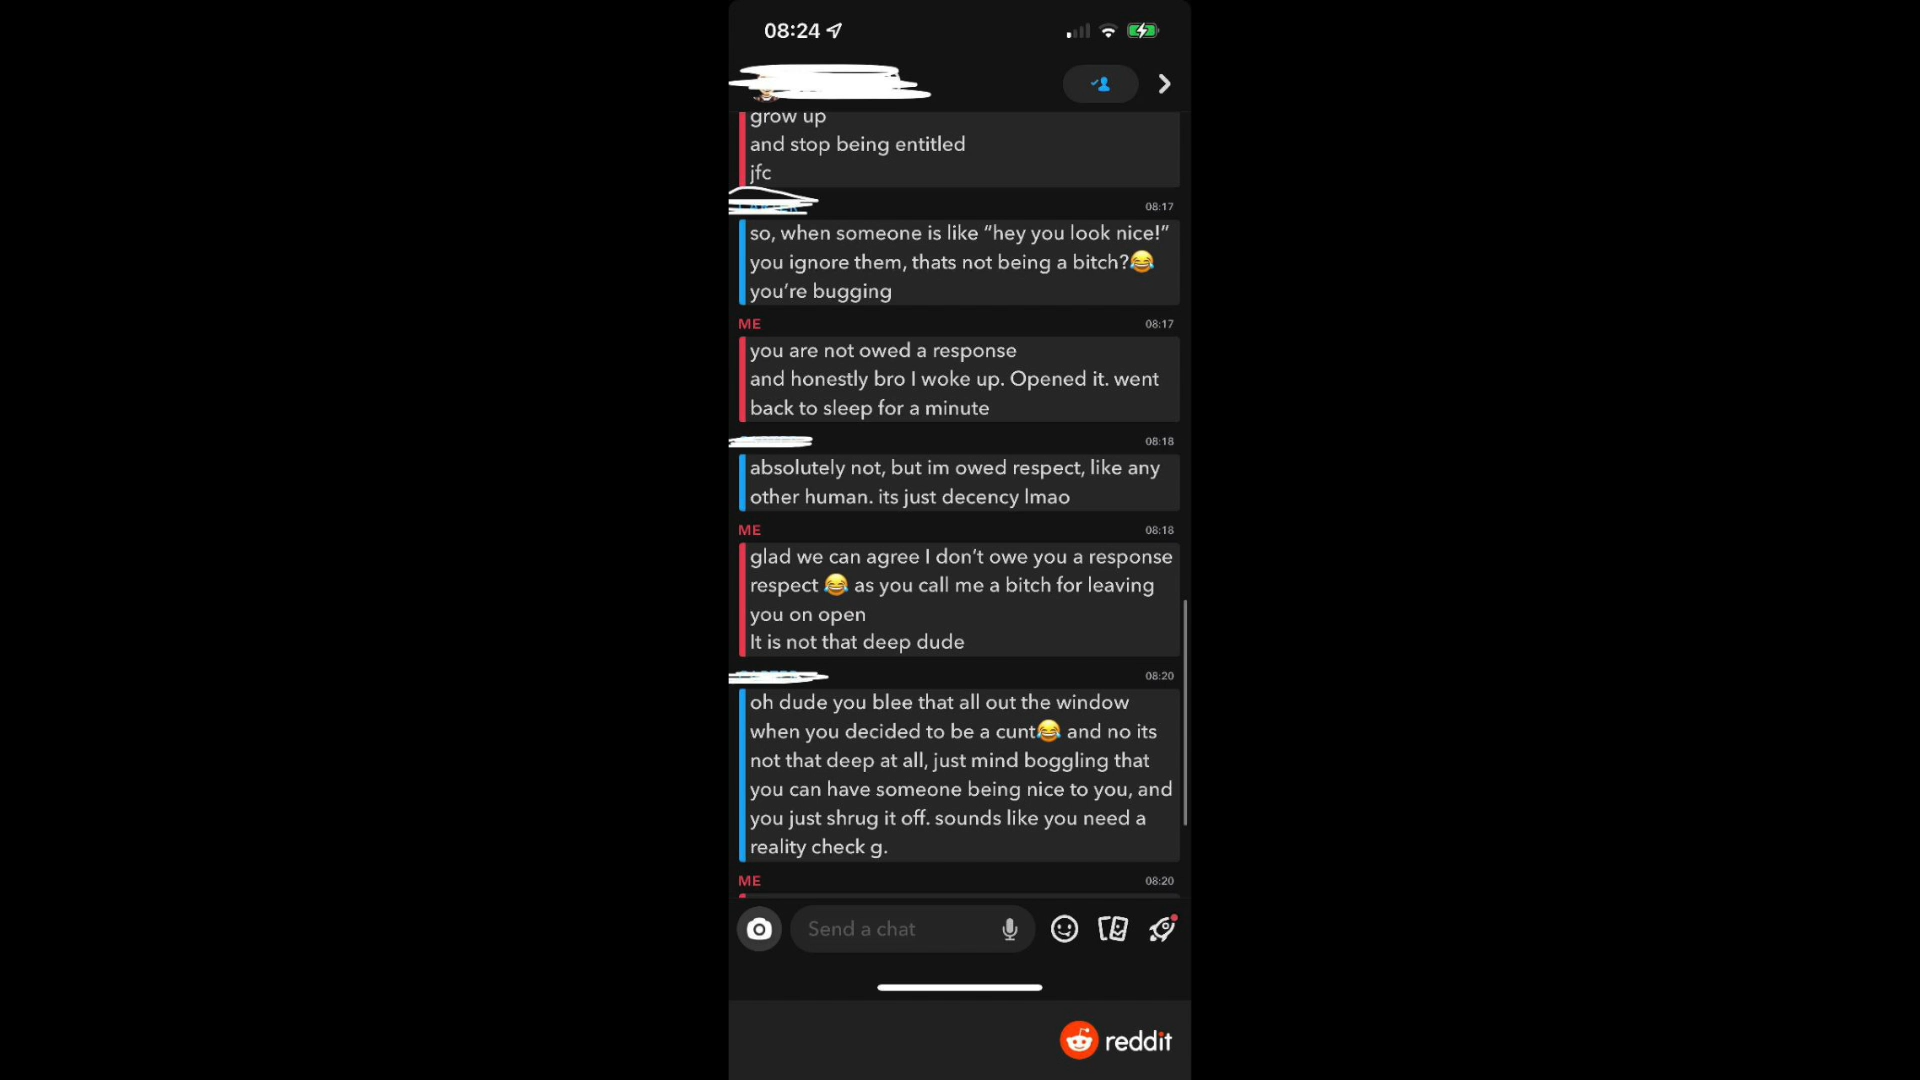 08:24
grow up
and stop being entitled
jfc
08:17
so, when someone is like “hey you look nice!”
you ignore them, thats not being a bitch?😂
you’re bugging
ME 08:17
you are not owed a response
and honestly bro I woke up. Opened it. went
back to sleep for a minute
08:18
absolutely not, but im owed respect, like any
other human. its just decency lmao
ME 08:18
glad we can agree I don’t owe you a response
respect 😂 as you call me a bitch for leaving
you on open
It is not that deep dude
08:20
oh dude you blee that all out the window
when you decided to be a cunt😂 and no its
not that deep at all, just mind boggling that
you can have someone being nice to you, and
you just shrug it off. sounds like you need a
reality check g.
ME 08:20
Send a chat
reddit